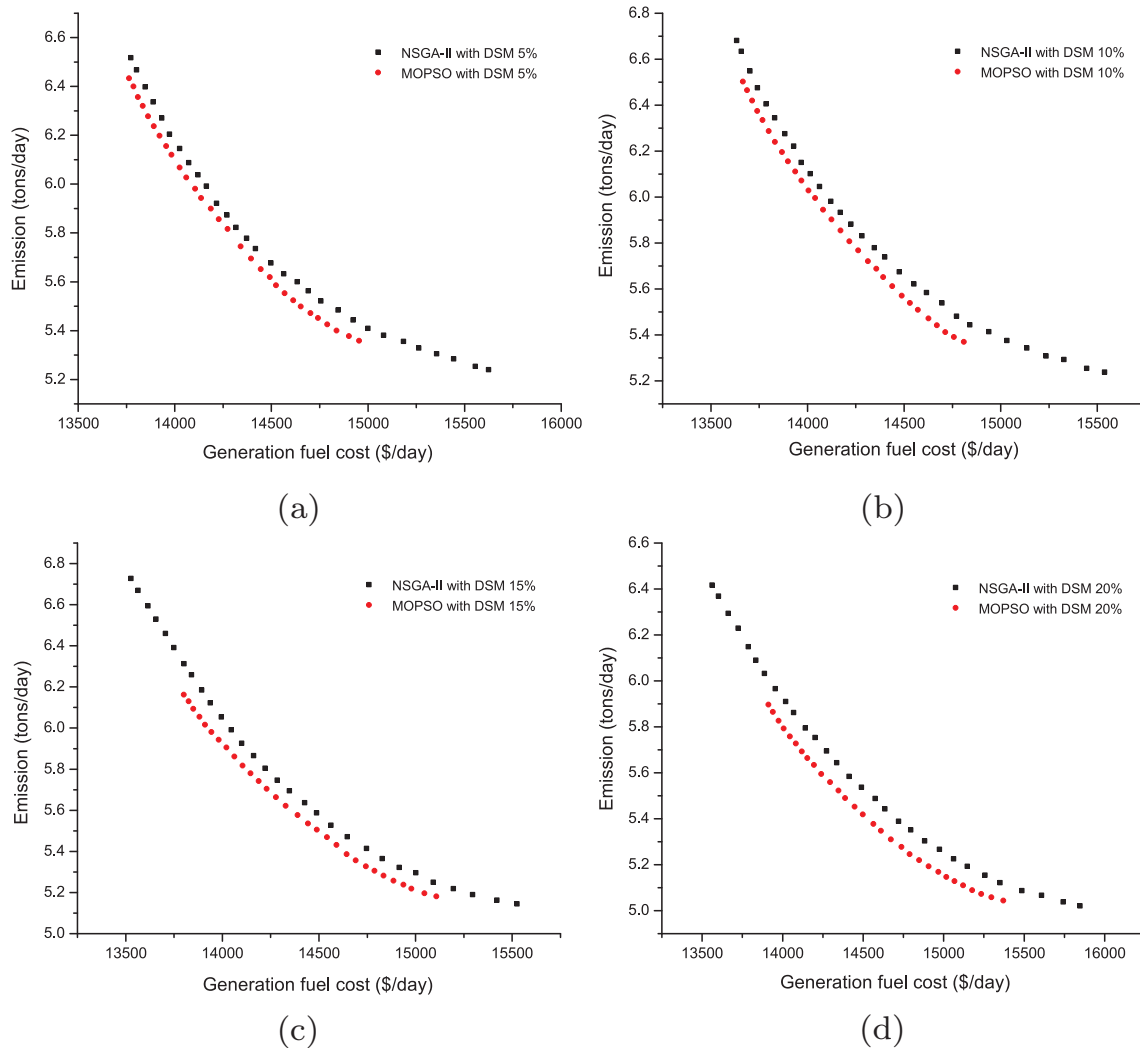 6.6
6.4
6.2
6.0
5.8
5.6
5.4
5.2
Emission (tons/day)
NSGA-II with DSM 5%
MOPSO with DSM 5%
13500 14000 14500 15000 15500 16000
Generation fuel cost ($/day)
(a)
6.8
6.6
6.4
6.2
6.0
5.8
5.6
5.4
5.2
Emission (tons/day)
NSGA-II with DSM 10%
MOPSO with DSM 10%
13500 14000 14500 15000 15500
Generation fuel cost ($/day)
(b)
6.8
6.6
6.4
6.2
6.0
5.8
5.6
5.4
5.2
5.0
Emission (tons/day)
NSGA-II with DSM 15%
MOPSO with DSM 15%
13500 14000 14500 15000 15500
Generation fuel cost ($/day)
(c)
6.6
6.4
6.2
6.0
5.8
5.6
5.4
5.2
5.0
Emission (tons/day)
NSGA-II with DSM 20%
MOPSO with DSM 20%
13500 14000 14500 15000 15500 16000
Generation fuel cost ($/day)
(d)